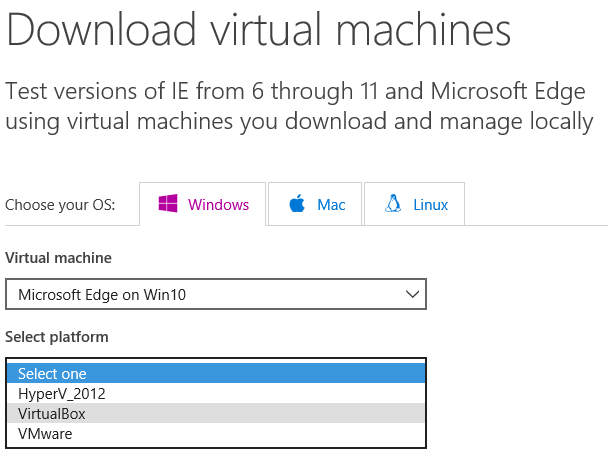 Download virtual machines
Test versions of IE from 6 through 11 and Microsoft Edge
using virtual machines you download and manage locally
Choose your OS: Windows Mac Linux
Virtual machine
Microsoft Edge on Win10
Select platform
Select one
HyperV_2012
VirtualBox
VMware